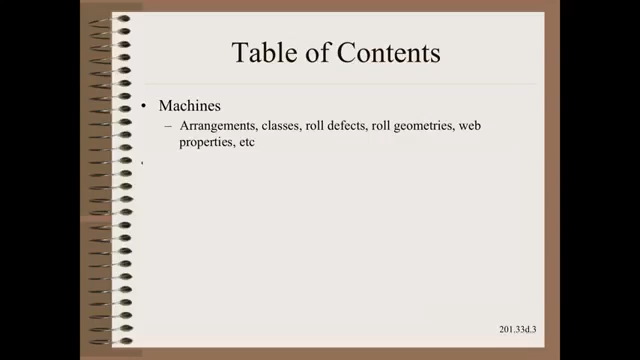 Table of Contents
• Machines
– Arrangements, classes, roll defects, roll geometries, web
properties, etc
201.33d.3